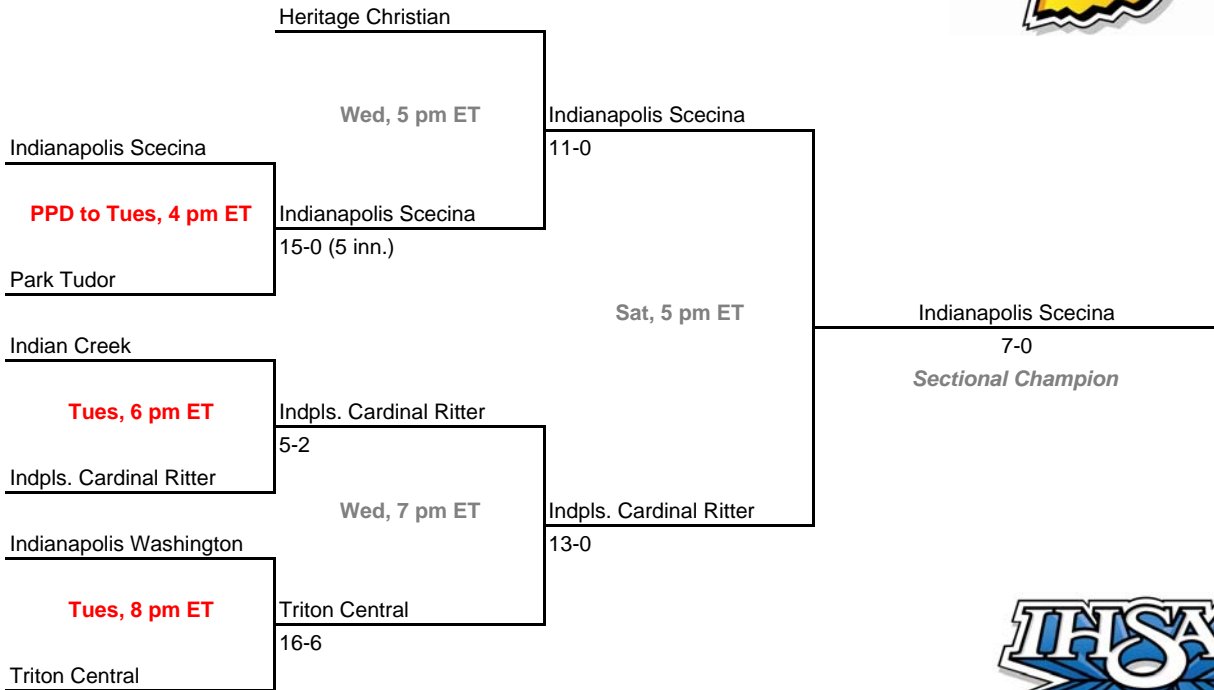 Heritage Christian
Wed, 5 pm ET
Indianapolis Scecina
11-0
Indianapolis Scecina
PPD to Tues, 4 pm ET
Indianapolis Scecina
15-0 (5 inn.)
Park Tudor
Sat, 5 pm ET
Indianapolis Scecina
7-0
Sectional Champion
Indian Creek
Tues, 6 pm ET
Indpls. Cardinal Ritter
5-2
Indpls. Cardinal Ritter
Wed, 7 pm ET
Indpls. Cardinal Ritter
13-0
Indianapolis Washington
Tues, 8 pm ET
Triton Central
16-6
Triton Central
IHSA